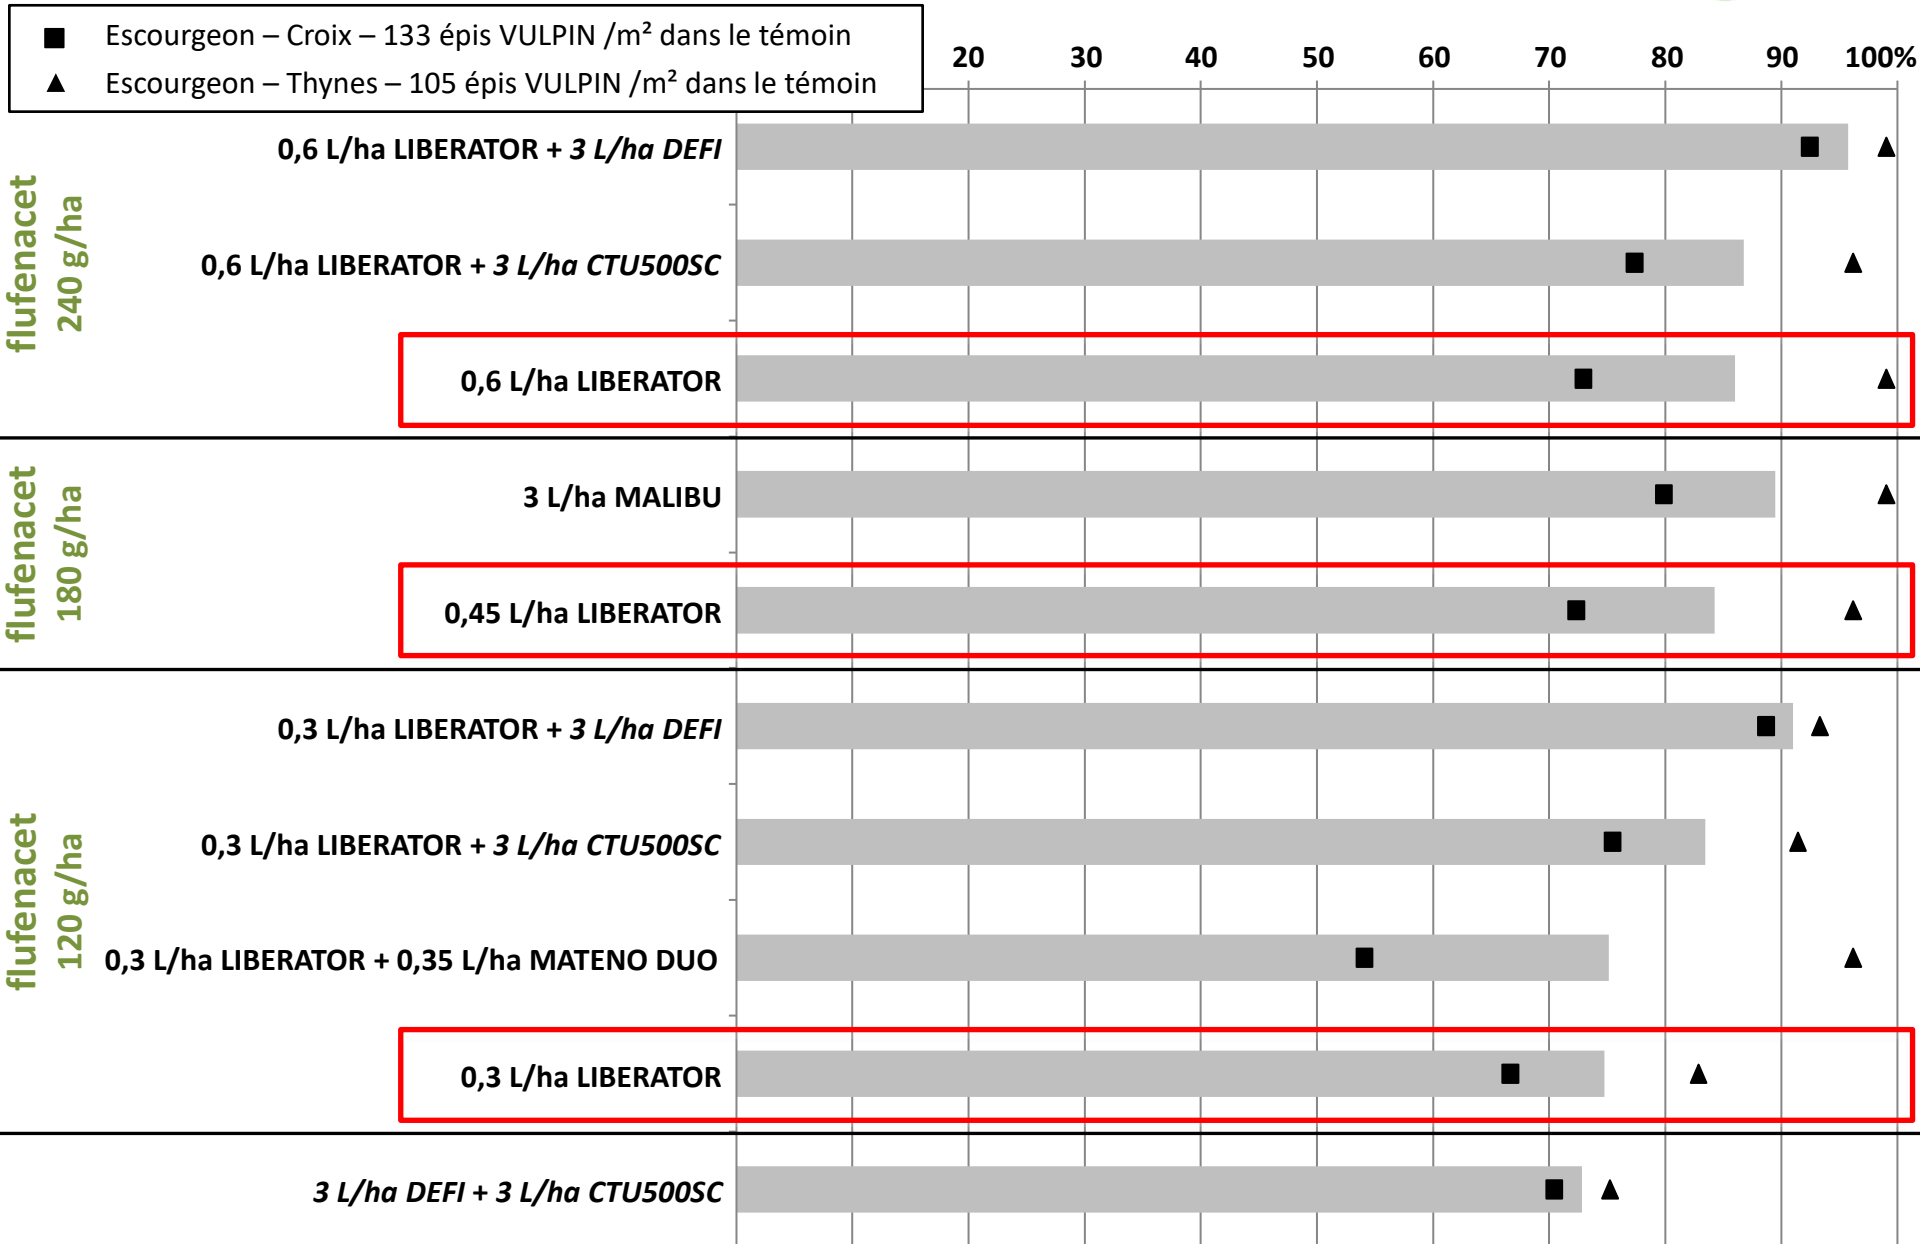 Escourgeon – Croix – 133 épis VULPIN /m² dans le témoin
Escourgeon – Thynes – 105 épis VULPIN /m² dans le témoin
20 30 40 50 60 70 80 90 100%
flufenacet
240 g/ha
0,6 L/ha LIBERATOR + 3 L/ha DEFI
0,6 L/ha LIBERATOR + 3 L/ha CTU500SC
0,6 L/ha LIBERATOR
flufenacet
180 g/ha
3 L/ha MALIBU
0,45 L/ha LIBERATOR
flufenacet
120 g/ha
0,3 L/ha LIBERATOR + 3 L/ha DEFI
0,3 L/ha LIBERATOR + 3 L/ha CTU500SC
0,3 L/ha LIBERATOR + 0,35 L/ha MATENO DUO
0,3 L/ha LIBERATOR
3 L/ha DEFI + 3 L/ha CTU500SC